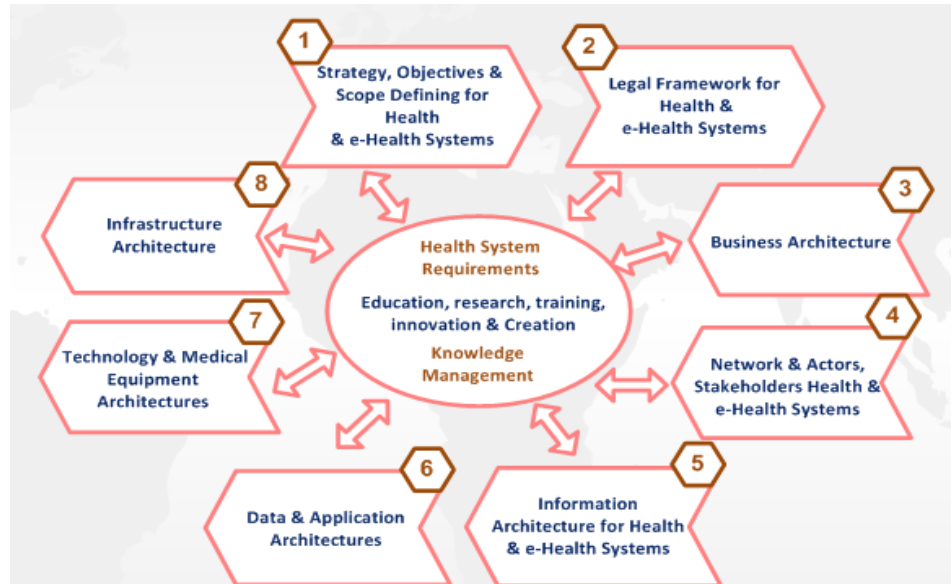 1
Strategy, Objectives &
Scope Defining for
Health
& e-Health Systems
2
Legal Framework for
Health &
e-Health Systems
3
Business Architecture
4
Network & Actors,
Stakeholders Health &
e-Health Systems
5
Information
Architecture for Health
& e-Health Systems
6
Data & Application
Architectures
7
Technology & Medical
Equipment
Architectures
8
Infrastructure
Architecture
Health System
Requirements
Education, research, training,
innovation & Creation
Knowledge
Management